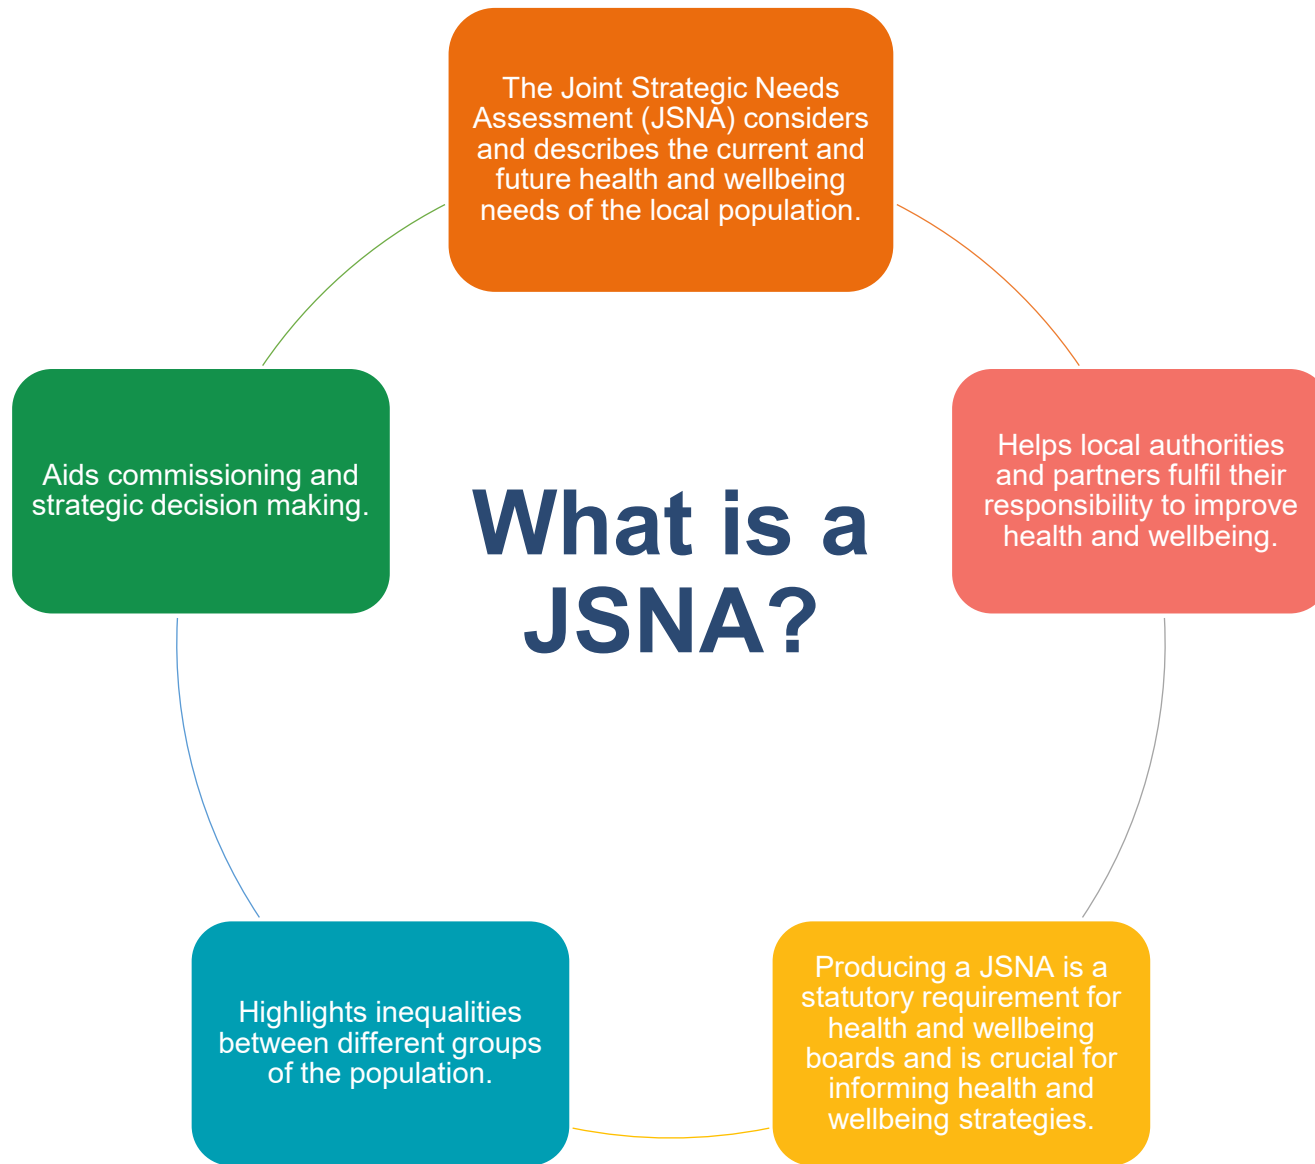 The Joint Strategic Needs
Assessment (JSNA) considers
and describes the current and
future health and wellbeing
needs of the local population.
Helps local authorities
and partners fulfil their
responsibility to improve
health and wellbeing.
Producing a JSNA is a
statutory requirement for
health and wellbeing
boards and is crucial for
informing health and
wellbeing strategies.
Highlights inequalities
between different groups
of the population.
Aids commissioning and
strategic decision making.
What is a
JSNA?